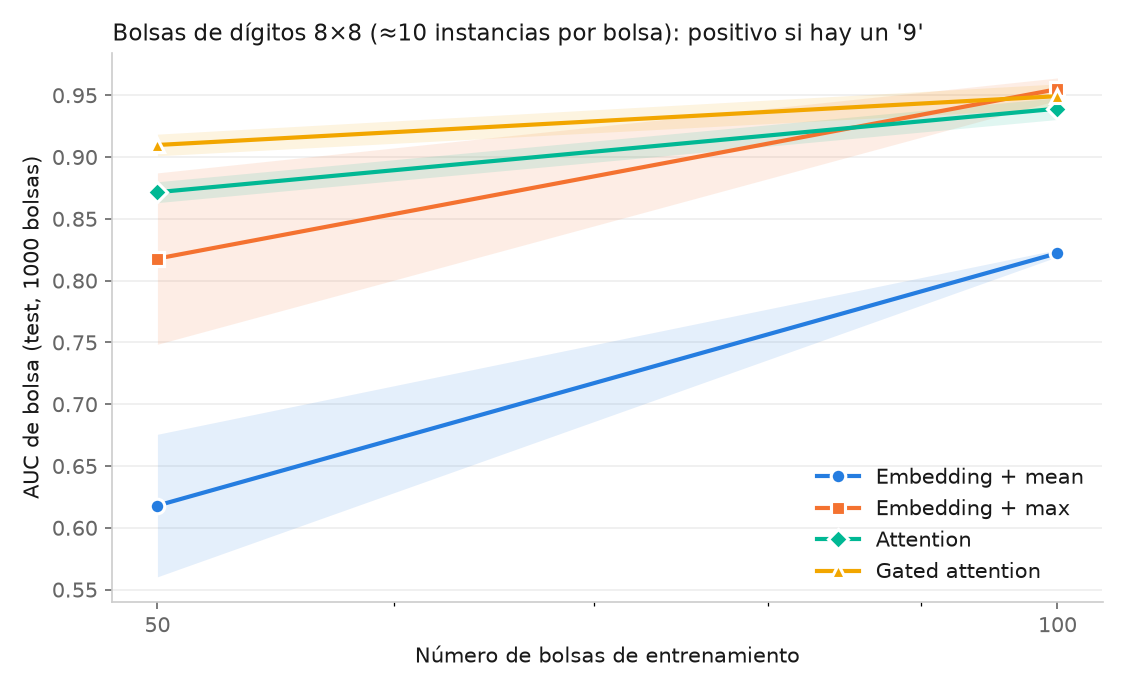 Bolsas de dígitos 8×8 (≈10 instancias por bolsa): positivo si hay un '9'
AUC de bolsa (test, 1000 bolsas)
0.95
0.90
0.85
0.80
0.75
0.70
0.65
0.60
0.55
Embedding + mean
Embedding + max
Attention
Gated attention
50
100
Número de bolsas de entrenamiento